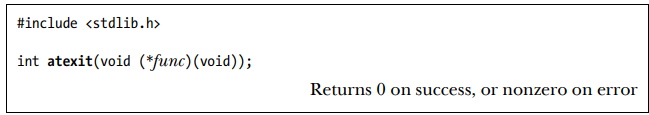 #include <stdlib.h>
int atexit(void (*func)(void));
Returns 0 on success, or nonzero on error